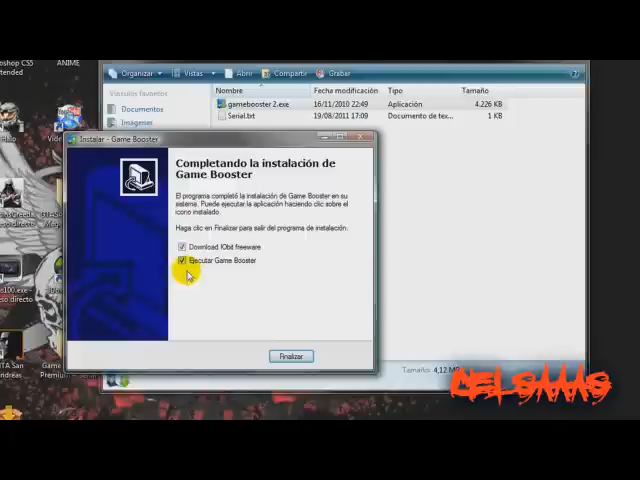 ANIME
Organizar
Vistas
Abrir
Compartir
Grabar
Vínculos favoritos
Documentos
Imágenes
Nombre
Fecha modificación
Tipo
Tamaño
gamebooster 2.exe
16/11/2010 22:49
Aplicación
4.226 KB
Serial.txt
19/08/2011 17:09
Documento de tex...
1 KB
Instalar - Game Booster
Completando la instalación de
Game Booster
El programa completó la instalación de Game Booster en su
sistema. Puede ejecutar la aplicación haciendo clic sobre el
icono instalado.
Haga clic en Finalizar para salir del programa de instalación.
Download IObit freeware
Ejecutar Game Booster
Finalizar
Tamaño: 4,12 MB
CELSAAAS